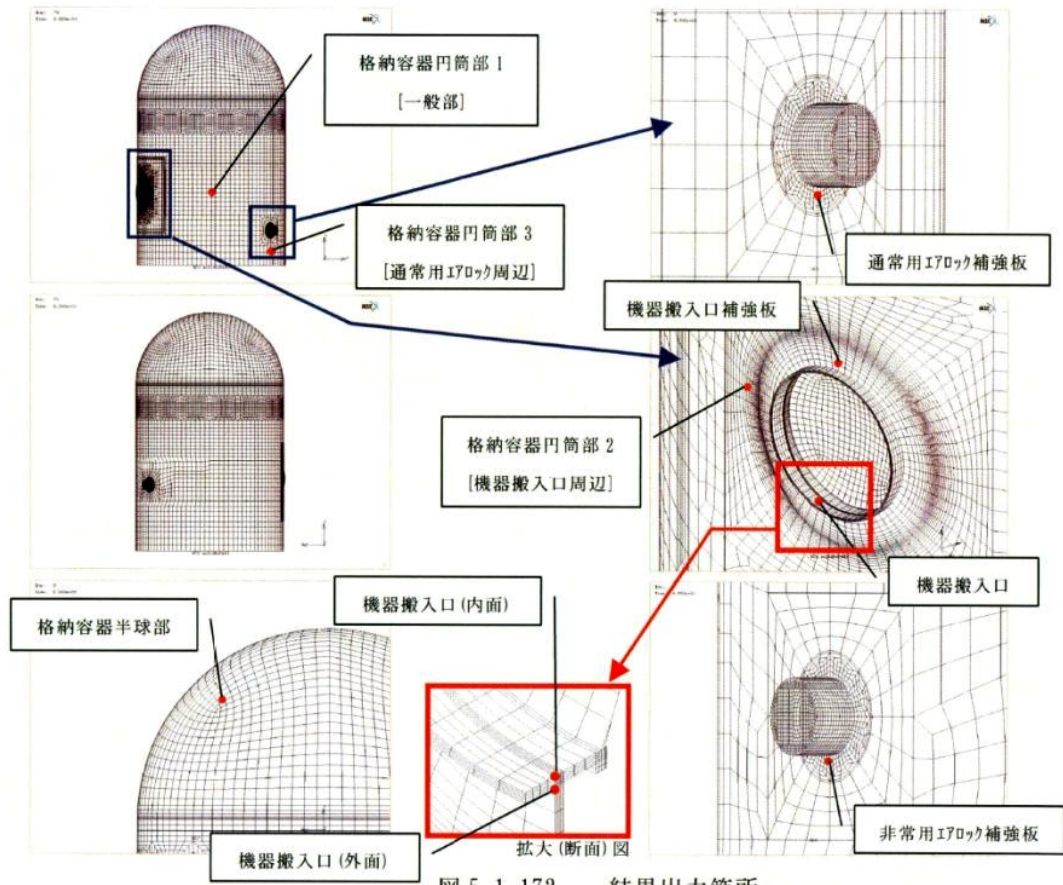 格納容器円筒部 1
[一般部]
格納容器円筒部 3
[通常用エアロック周辺]
通常用エアロック補強板
機器搬入口補強板
格納容器円筒部 2
[機器搬入口周辺]
機器搬入口
機器搬入口(内面)
格納容器半球部
機器搬入口(外面)
拡大(断面)図
非常用エアロック補強板
図 5-1-173 結果出力箇所